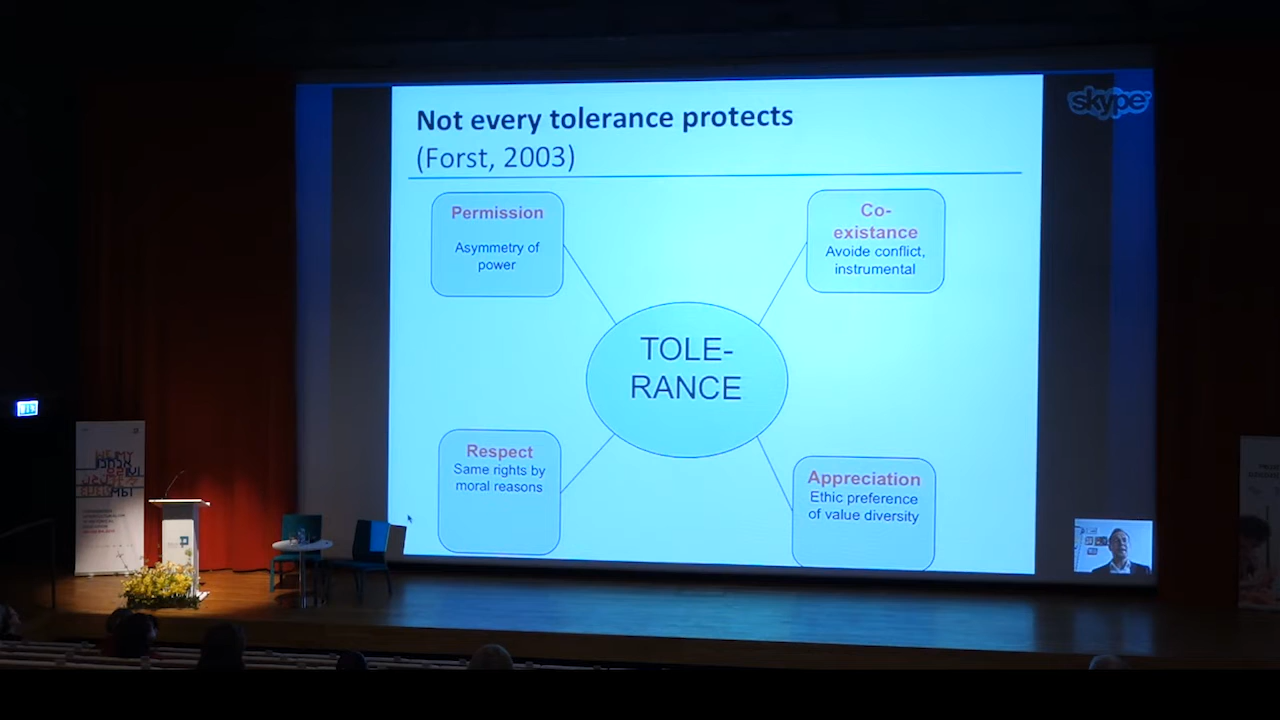 Not every tolerance protects
(Forst, 2003)
skype
Permission
Asymmetry of
power
Co-
existance
Avoide conflict,
instrumental
TOLE-
RANCE
Respect
Same rights by
moral reasons
Appreciation
Ethic preference
of value diversity